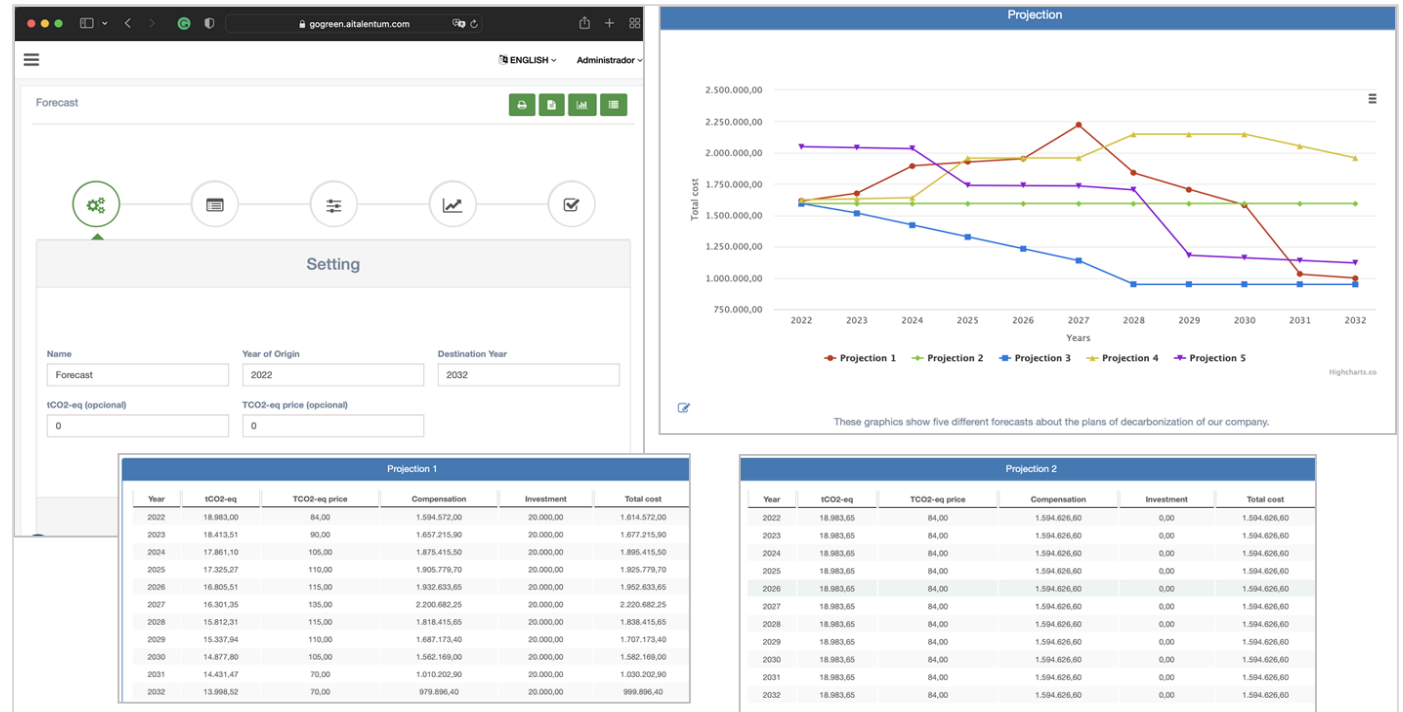 gogreen.aitalentum.com
ENGLISH
Administrador
Forecast
Setting
Name Year of Origin Destination Year
Forecast 2022 2032
tCO2-eq (opcional) TCO2-eq price (opcional)
0 0
Projection
2.500.000,00
2.250.000,00
2.000.000,00
1.750.000,00
1.500.000,00
1.250.000,00
1.000.000,00
750.000,00
Total cost
2022 2023 2024 2025 2026 2027 2028 2029 2030 2031 2032
Years
Projection 1 Projection 2 Projection 3 Projection 4 Projection 5
Highcharts.co
These graphics show five different forecasts about the plans of decarbonization of our company.
Projection 1
Year tCO2-eq TCO2-eq price Compensation Investment Total cost
2022 18.983,00 84,00 1.594.572,00 20.000,00 1.614.572,00
2023 18.413,51 90,00 1.657.215,90 20.000,00 1.677.215,90
2024 17.861,10 105,00 1.875.415,50 20.000,00 1.895.415,50
2025 17.325,27 110,00 1.905.779,70 20.000,00 1.925.779,70
2026 16.805,51 115,00 1.932.633,65 20.000,00 1.952.633,65
2027 16.301,35 135,00 2.200.682,25 20.000,00 2.220.682,25
2028 15.812,31 115,00 1.818.415,65 20.000,00 1.838.415,65
2029 15.337,94 110,00 1.687.173,40 20.000,00 1.707.173,40
2030 14.877,80 105,00 1.562.169,00 20.000,00 1.582.169,00
2031 14.431,47 70,00 1.010.202,90 20.000,00 1.030.202,90
2032 13.998,52 70,00 979.896,40 20.000,00 999.896,40
Projection 2
Year tCO2-eq TCO2-eq price Compensation Investment Total cost
2022 18.983,65 84,00 1.594.626,60 0,00 1.594.626,60
2023 18.983,65 84,00 1.594.626,60 0,00 1.594.626,60
2024 18.983,65 84,00 1.594.626,60 0,00 1.594.626,60
2025 18.983,65 84,00 1.594.626,60 0,00 1.594.626,60
2026 18.983,65 84,00 1.594.626,60 0,00 1.594.626,60
2027 18.983,65 84,00 1.594.626,60 0,00 1.594.626,60
2028 18.983,65 84,00 1.594.626,60 0,00 1.594.626,60
2029 18.983,65 84,00 1.594.626,60 0,00 1.594.626,60
2030 18.983,65 84,00 1.594.626,60 0,00 1.594.626,60
2031 18.983,65 84,00 1.594.626,60 0,00 1.594.626,60
2032 18.983,65 84,00 1.594.626,60 0,00 1.594.626,60